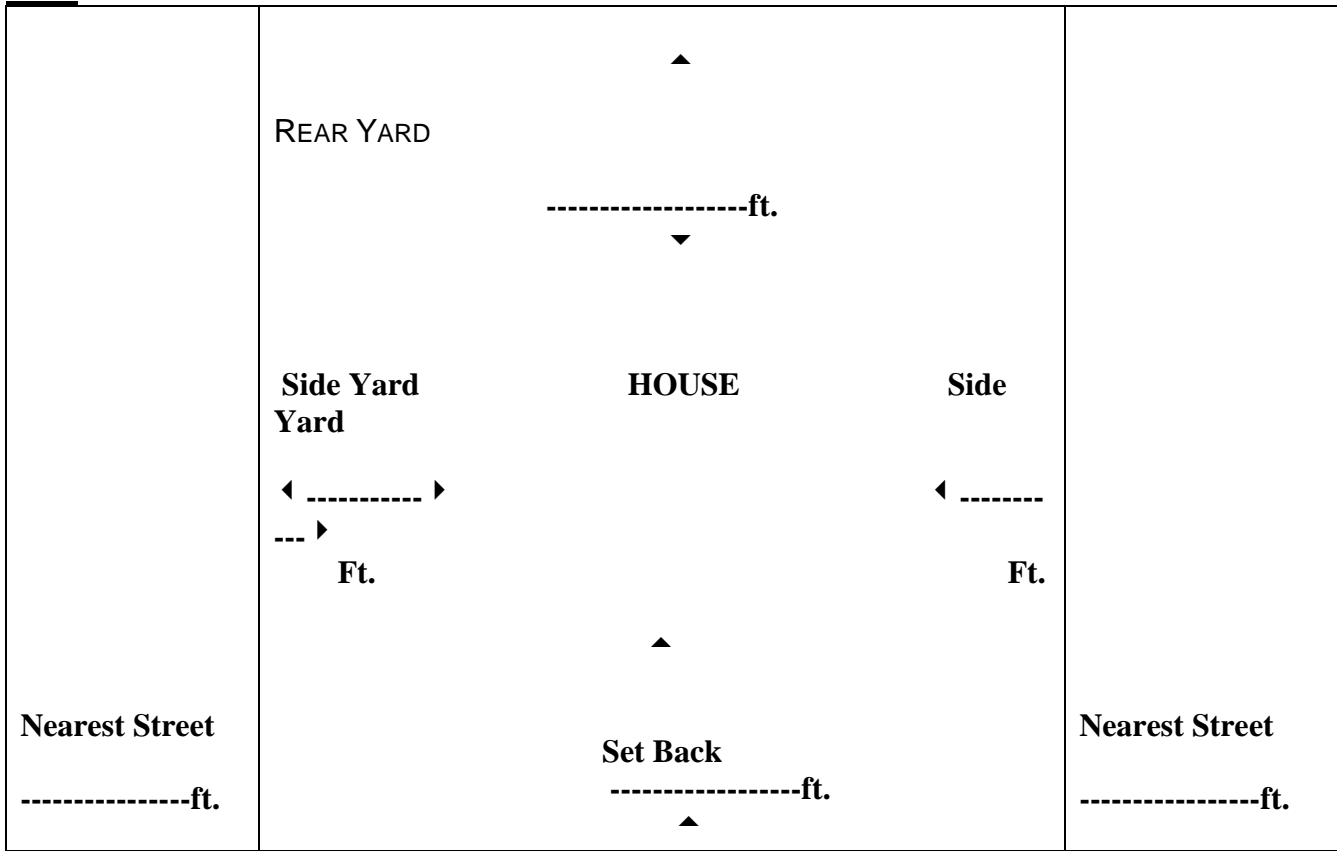 REAR YARD
------------------- ft.
Side Yard HOUSE Side
Yard
----------- --------
---
Ft. Ft.
Nearest Street Set Back Nearest Street
----------------ft. ------------------ft. -----------------ft.